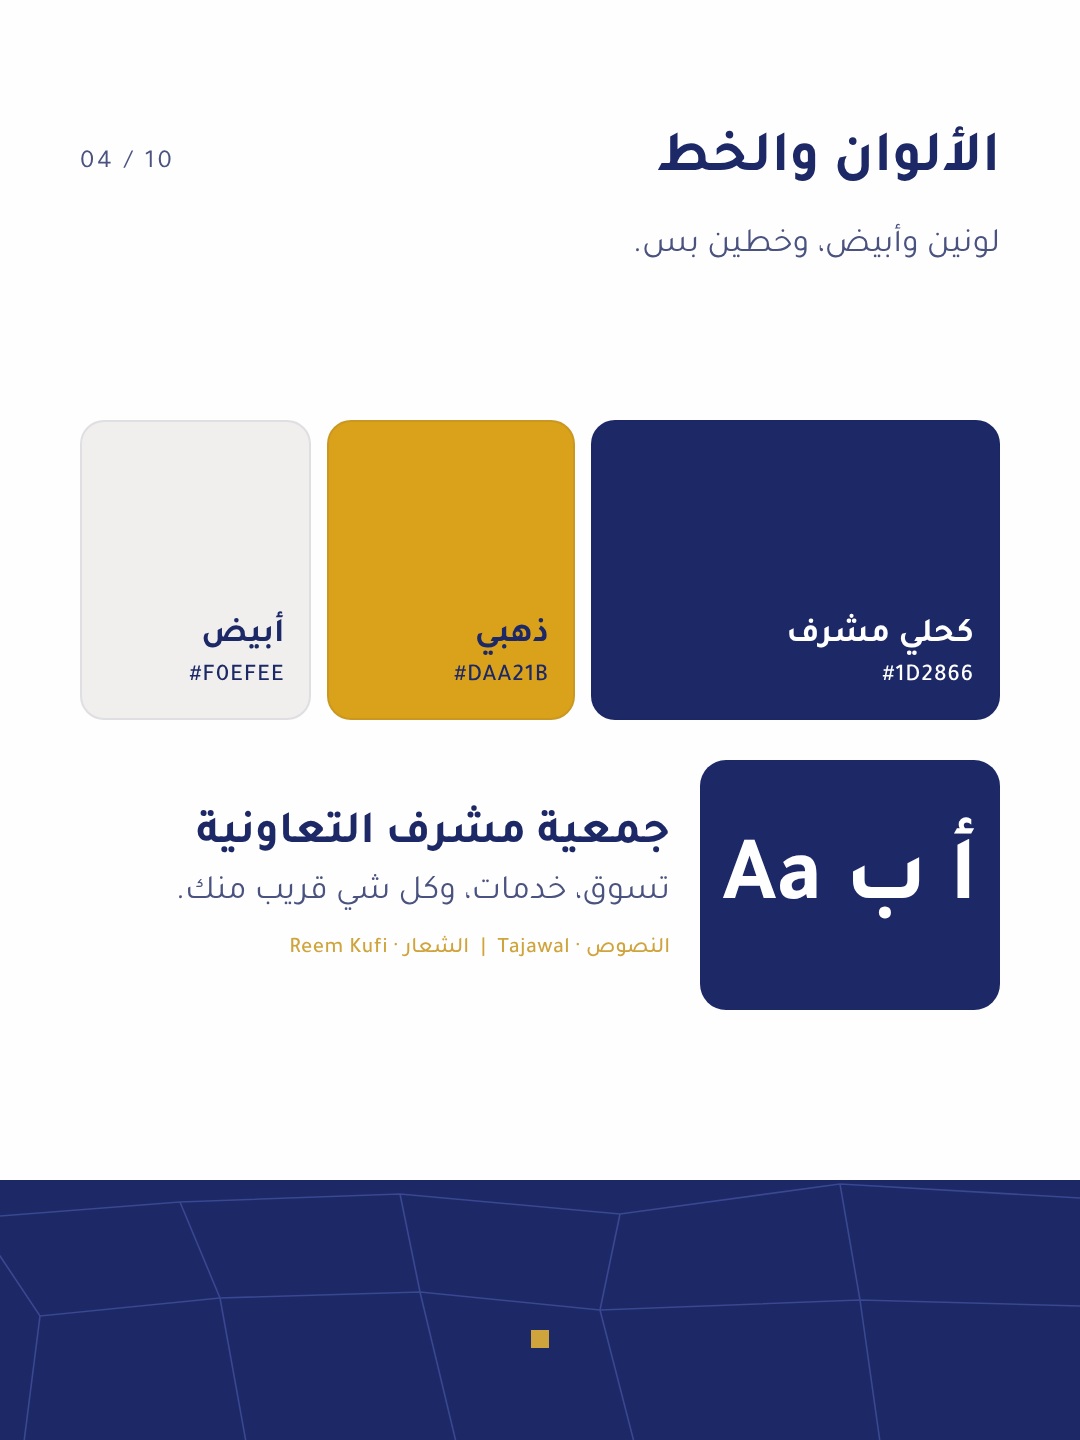 الألوان والخط
04 / 10
لونين وأبيض، وخطين بس.
كحلي مشرف
#1D2866
ذهبي
#DAA21B
أبيض
#F0EFEE
أ ب Aa
جمعية مشرف التعاونية
تسوق، خدمات، وكل شي قريب منك.
النصوص · Tajawal | الشعار · Reem Kufi